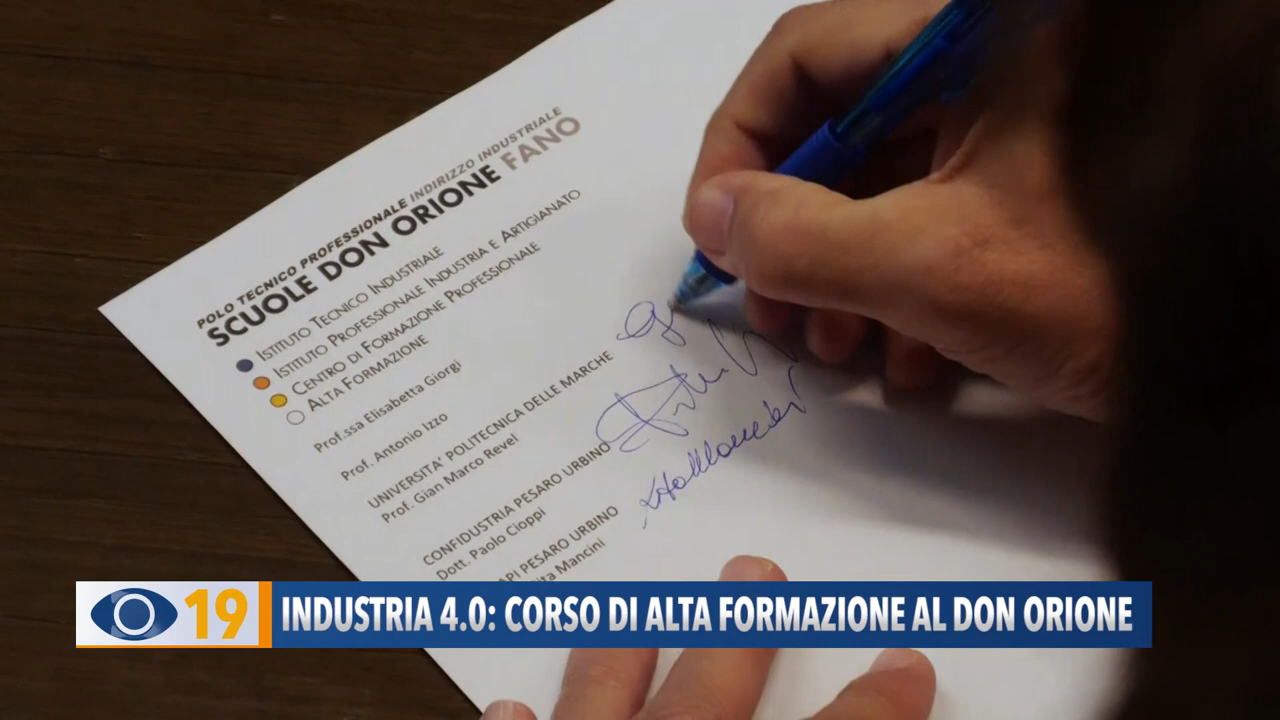 POLO TECNICO PROFESSIONALE INDIRIZZO INDUSTRIALE
SCUOLE DON ORIONE FANO
ISTITUTO TECNICO INDUSTRIALE
ISTITUTO PROFESSIONALE INDUSTRIA E ARTIGIANATO
CENTRO DI FORMAZIONE PROFESSIONALE
ALTA FORMAZIONE
Prof.ssa Elisabetta Giorgi
Prof. Antonio Izzo
UNIVERSITA' POLITECNICA DELLE MARCHE
Prof. Gian Marco Revel
CONFIDUSTRIA PESARO URBINO
Dott. Paolo Cioppi
API PESARO URBINO
Mancini
19 INDUSTRIA 4.0: CORSO DI ALTA FORMAZIONE AL DON ORIONE